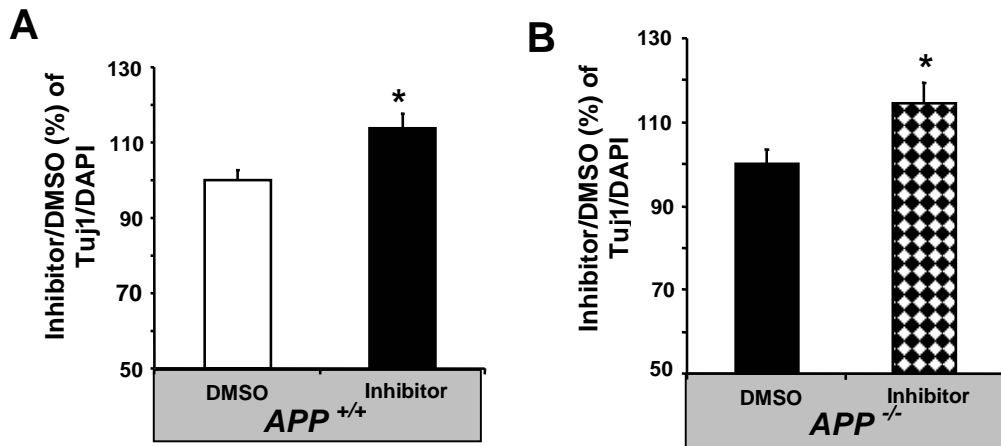 A
Inhibitor/DMSO (%) of
Tuj1/DAPI
130
110
90
70
50
*
DMSO
Inhibitor
APP +/+
B
Inhibitor/DMSO (%) of
Tuj1/DAPI
130
110
90
70
50
*
DMSO
Inhibitor
APP -/-